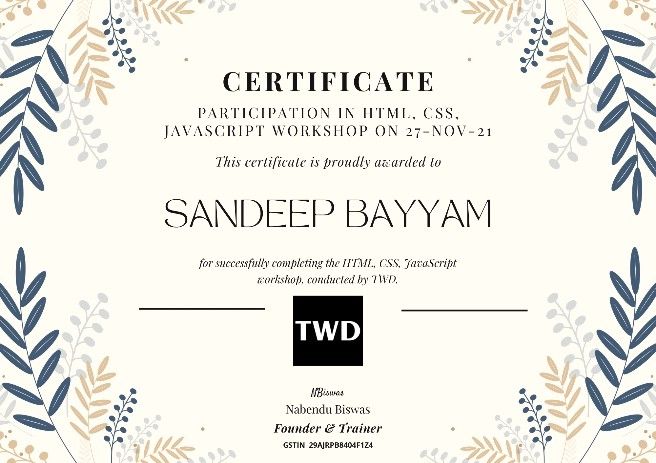 CERTIFICATE
PARTICIPATION IN HTML, CSS,
JAVASCRIPT WORKSHOP ON 27-NOV-21
This certificate is proudly awarded to
SANDEEP BAYYAM
for successfully completing the HTML, CSS, JavaScript
workshop, conducted by TWD.
TWD
NBiswas
Nabendu Biswas
Founder & Trainer
GSTIN 29AJRPB8404F1Z4